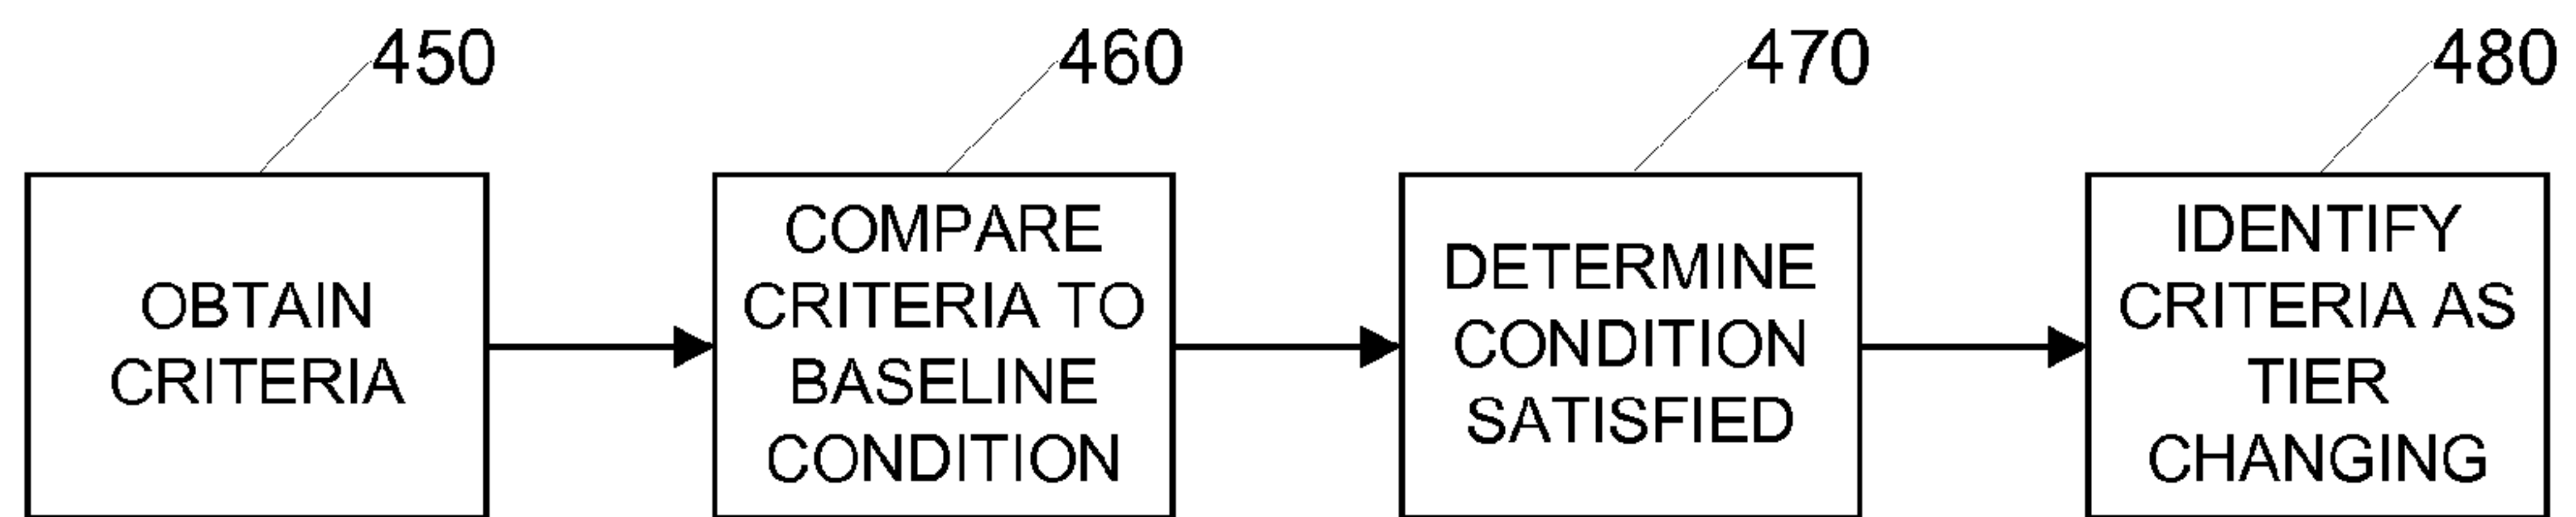 450
460
470
480
OBTAIN
CRITERIA
COMPARE
CRITERIA TO
BASELINE
CONDITION
DETERMINE
CONDITION
SATISFIED
IDENTIFY
CRITERIA AS
TIER
CHANGING